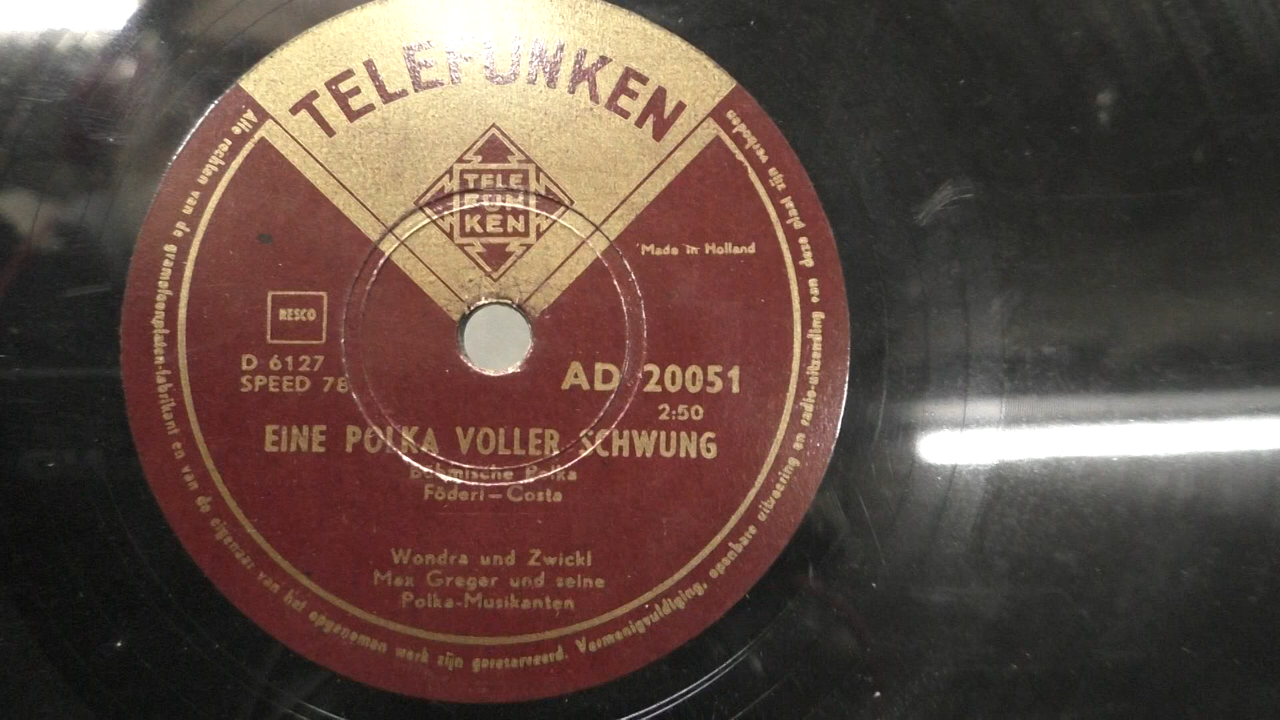 TELEFUNKEN
TELE
FUN
KEN
Made in Holland
RESCO
D 6127
SPEED 78
AD 20051
2:50
EINE POLKA VOLLER SCHWUNG
Böhmische Polka
Föderl-Costa
Wondra und Zwickl
Max Greger und seine
Polka-Musikanten
Alle rechten van de gramofoonplaten-fabrikant en van de eigenaar van het opgenomen werk zijn gereserveerd. Vermenigvuldiging, openbare uitvoering en radio-uitzending van deze plaat zijn verboden